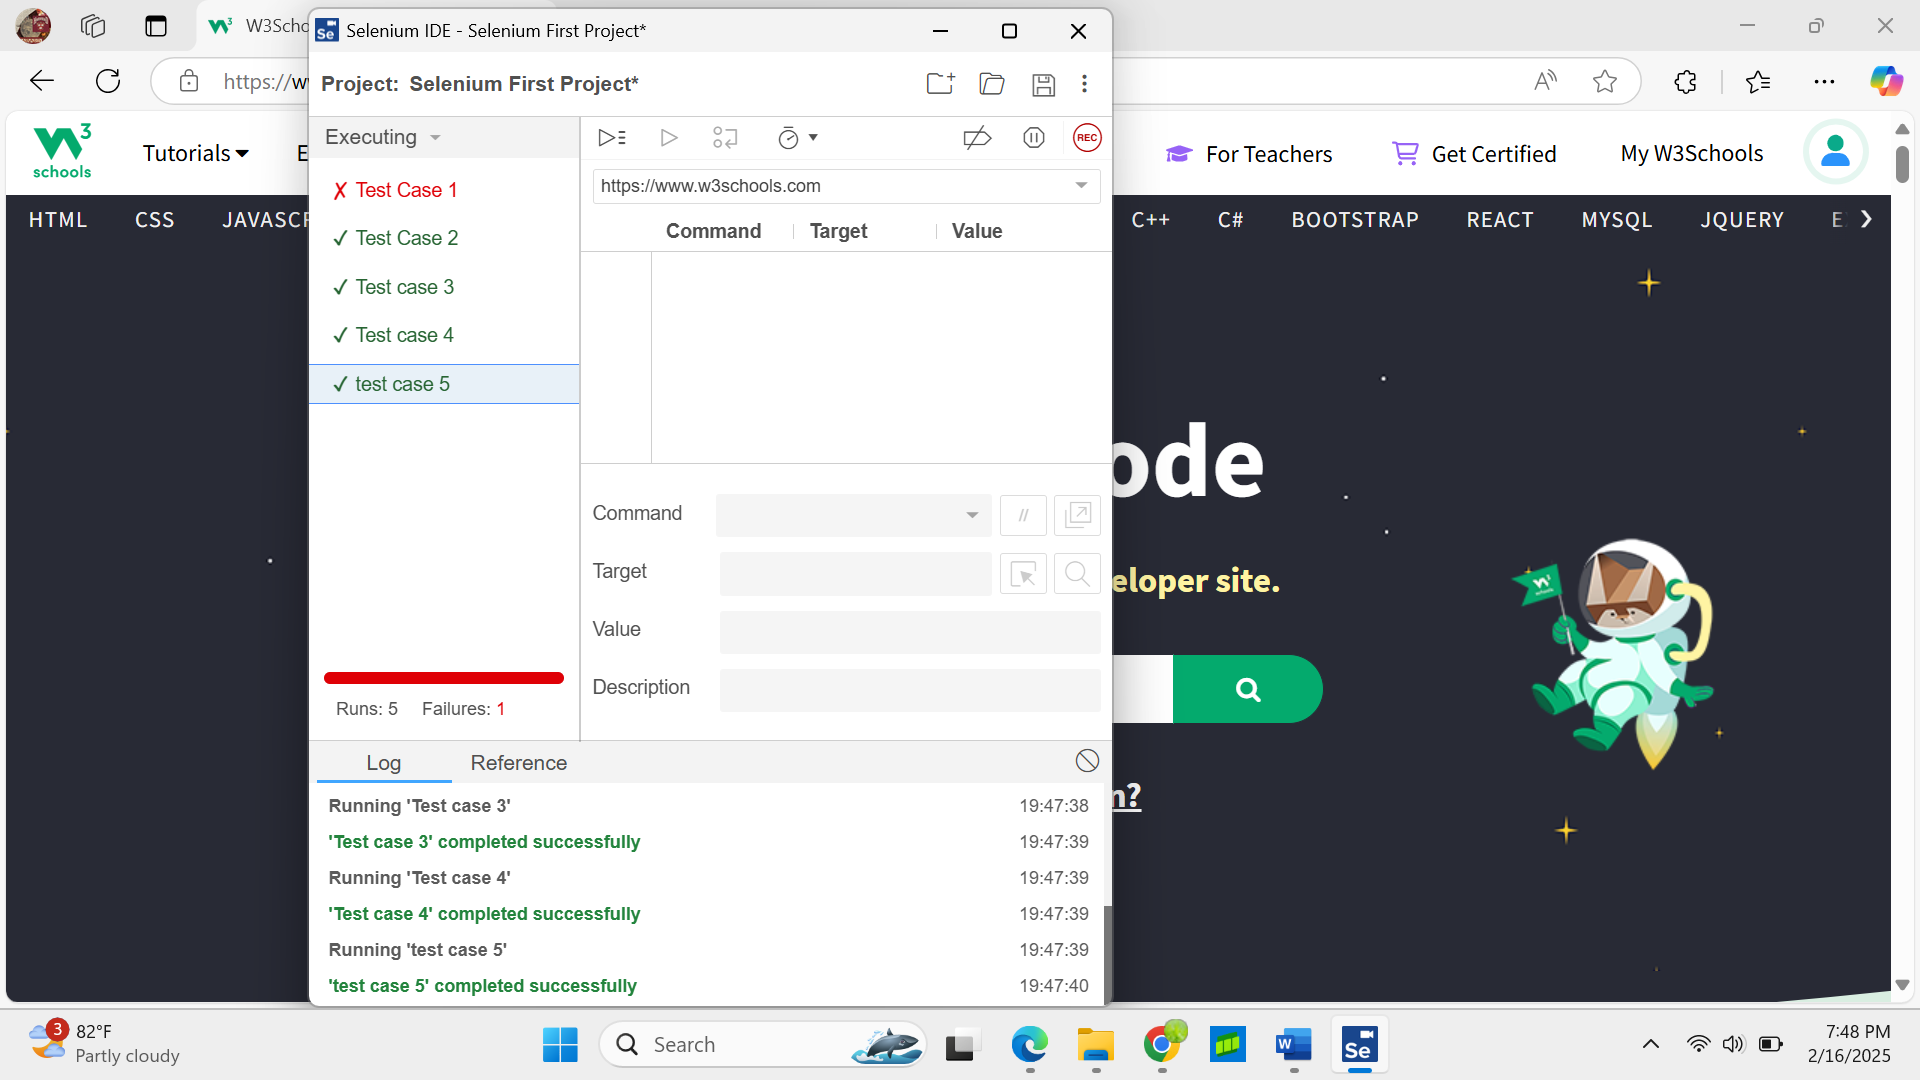 W3Scho
Selenium IDE - Selenium First Project*
https://ww
Project: Selenium First Project*
schools
Tutorials
For Teachers
Get Certified
My W3Schools
Executing
REC
https://www.w3schools.com
HTML
CSS
JAVASCR
C++
C#
BOOTSTRAP
REACT
MYSQL
JQUERY
E
✗ Test Case 1
✓ Test Case 2
✓ Test case 3
✓ Test case 4
✓ test case 5
Command
Target
Value
ode
Command
//
Target
eloper site.
Value
Description
Runs: 5 Failures: 1
Log
Reference
n?
Running 'Test case 3' 19:47:38
'Test case 3' completed successfully 19:47:39
Running 'Test case 4' 19:47:39
'Test case 4' completed successfully 19:47:39
Running 'test case 5' 19:47:39
'test case 5' completed successfully 19:47:40
3
82°F
Partly cloudy
Search
W
Se
7:48 PM
2/16/2025